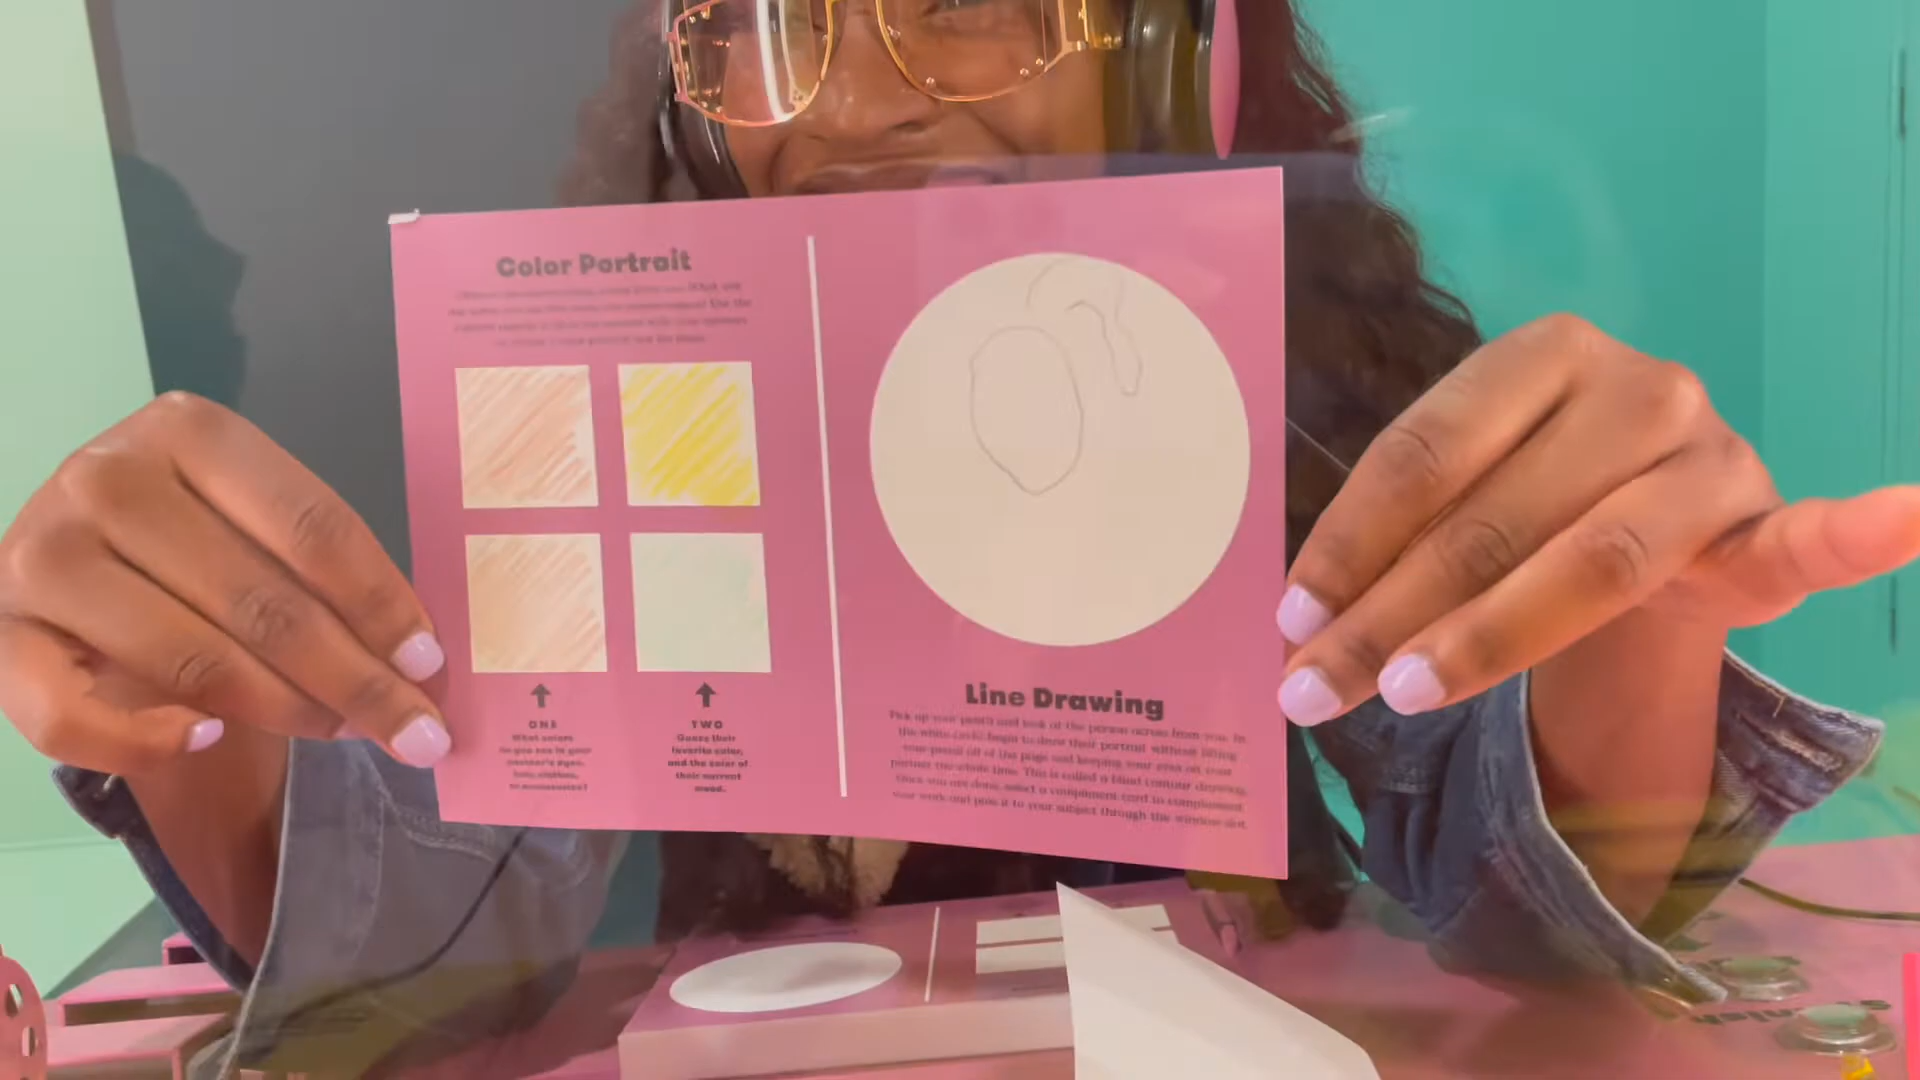 Color Portrait
ONE
What colors
do you see in your
partner's eyes,
hair, clothes,
or accessories?
TWO
Guess their
favorite color,
and the color of
their current
mood.
Line Drawing
Pick up your pencil and look at the person across from you. In
the white circle begin to draw their portrait without lifting
your pencil off of the page and keeping your eyes on your
partner the whole time. This is called a blind contour drawing.
Once you are done, select a compliment card to complement
your work and pass it to your subject through the window slot.